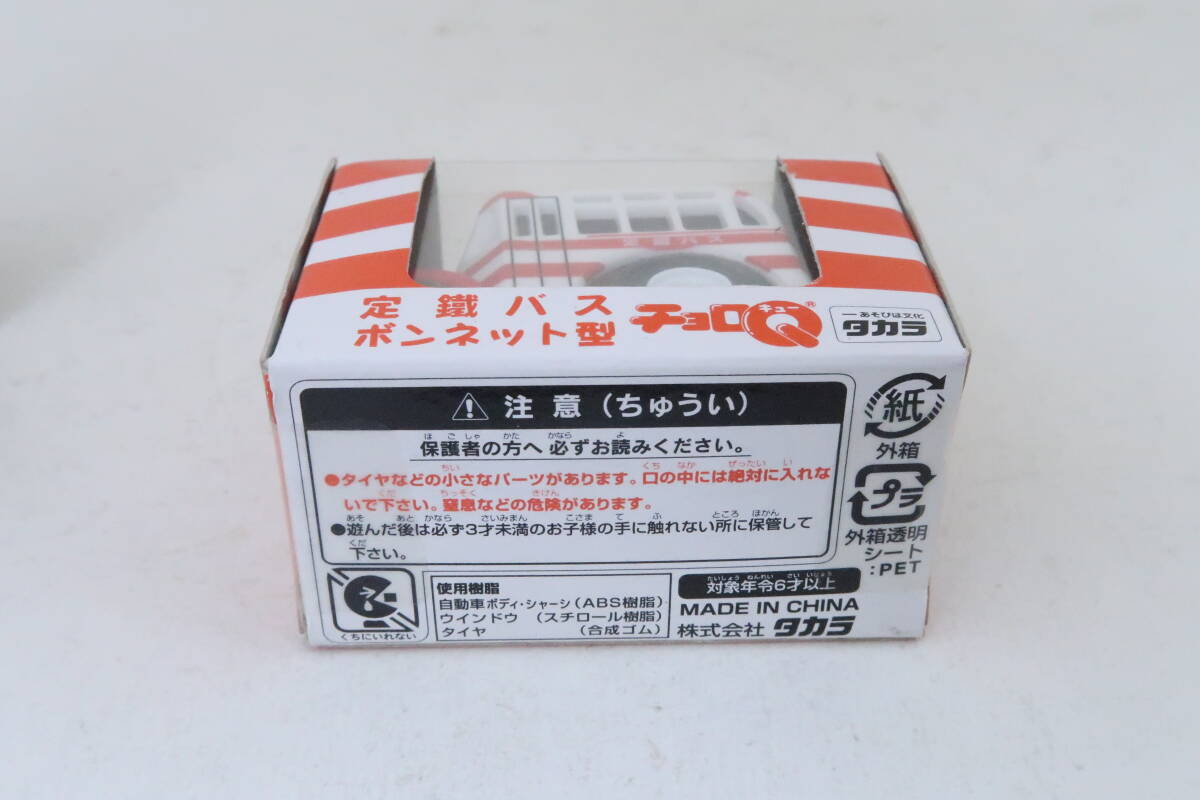 定鐵バス
定鐵バス
ボンネット型
チョロQ®
キュー
あそびは文化
タカラ
注意(ちゅうい)
保護者の方へ 必ずお読みください。
●タイヤなどの小さなパーツがあります。口の中には絶対に入れな
いで下さい。窒息などの危険があります。
●遊んだ後は必ず3才未満のお子様の手に触れない所に保管して
下さい。
紙
外箱
プラ
外箱透明
シート
:PET
くちにいれない
使用樹脂
自動車ボディ・シャーシ(ABS樹脂)
ウインドウ (スチロール樹脂)
タイヤ (合成ゴム)
対象年令6才以上
MADE IN CHINA
株式会社 タカラ